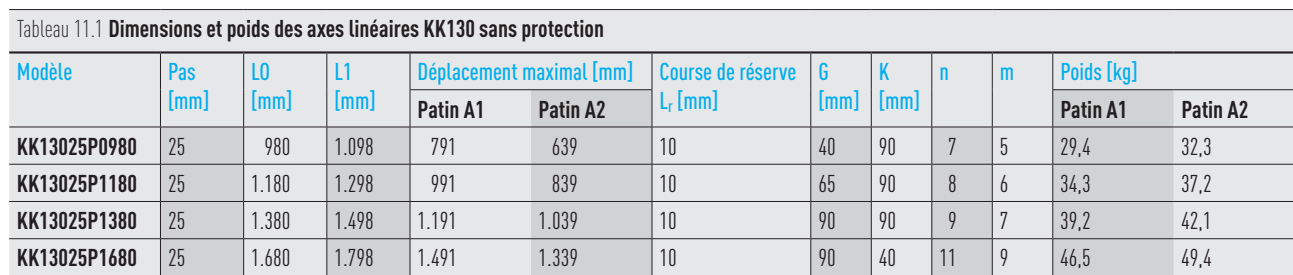 Tableau 11.1 Dimensions et poids des axes linéaires KK130 sans protection
Modèle Pas [mm] L0 [mm] L1 [mm] Déplacement maximal [mm] Course de réserve Lr [mm] G [mm] K [mm] n m Poids [kg]
Patin A1 Patin A2 Patin A1 Patin A2
KK13025P0980 25 980 1.098 791 639 10 40 90 7 5 29,4 32,3
KK13025P1180 25 1.180 1.298 991 839 10 65 90 8 6 34,3 37,2
KK13025P1380 25 1.380 1.498 1.191 1.039 10 90 90 9 7 39,2 42,1
KK13025P1680 25 1.680 1.798 1.491 1.339 10 90 40 11 9 46,5 49,4